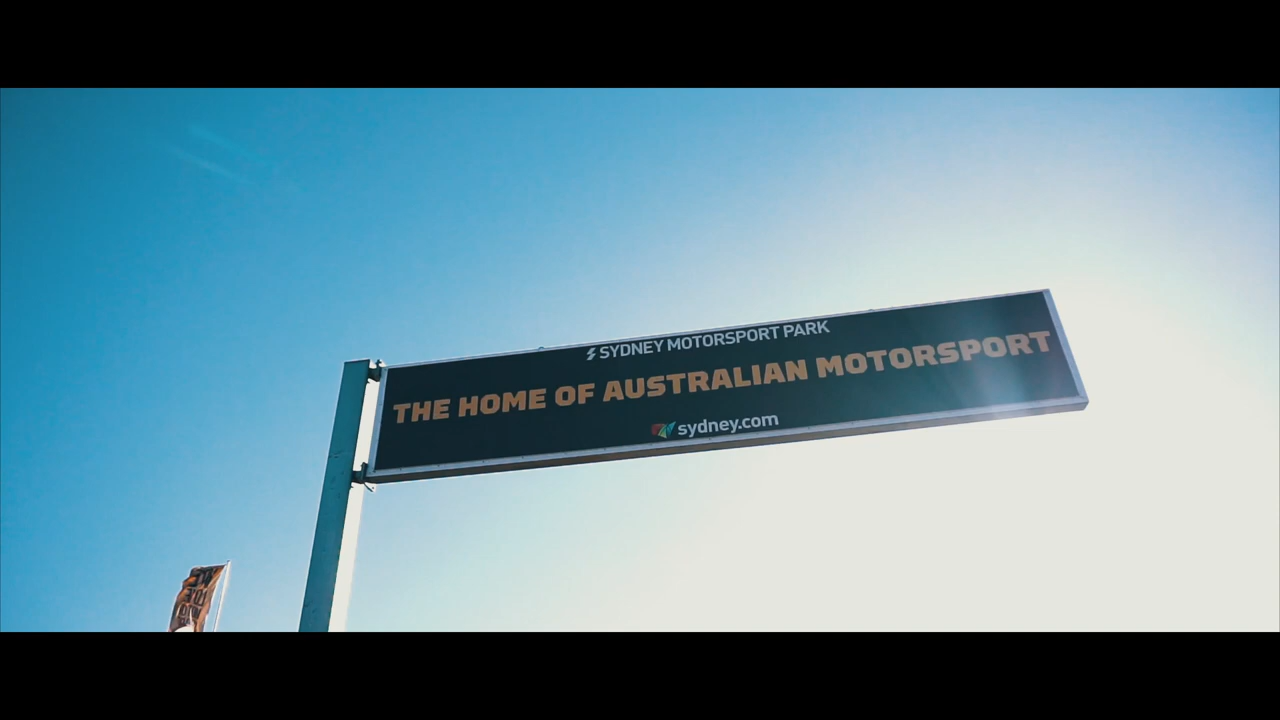 SYDNEY MOTORSPORT PARK
THE HOME OF AUSTRALIAN MOTORSPORT
sydney.com